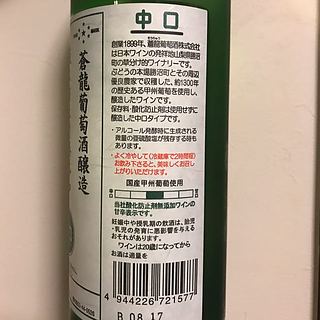 中口
創業1899年、蒼龍葡萄酒株式会社
は日本ワインの発祥地山梨県勝沼
町の草分け的ワイナリーです。
ぶどうの本場勝沼町とその周辺
優良農家で収穫した、約1300年
の歴史ある甲州葡萄を使用し、
醸造したワインです。
保存料・酸化防止剤は使用せずに
醸造した中口タイプです。
・アルコール発酵時に生成される
微量の亜硫酸塩が残存する時も
あります。
・よく冷やして(冷蔵庫で2時間程)
お飲み下さると、美味しくお召し
上がりいただけます。
国産甲州葡萄使用
当社酸化防止剤無添加ワインの
甘辛表示です。
妊娠中や授乳期の飲酒は、胎児
・乳児の発育に悪影響を与える
おそれがあります。
ワインは20歳になってから
お酒は適量を
4 944226 721577
B 08.17
蒼龍葡萄酒醸造